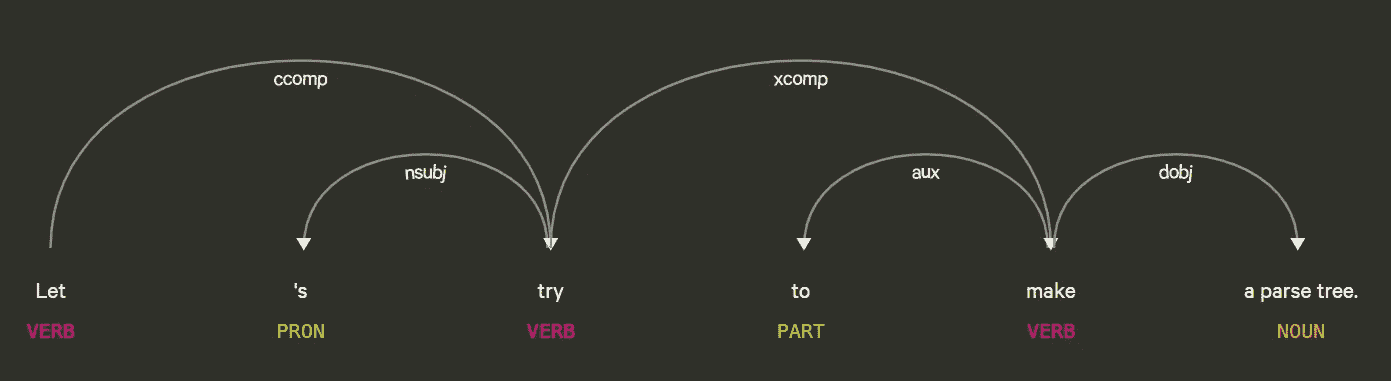 ccomp xcomp
nsubj aux dobj
Let 's try to make a parse tree.
VERB PRON VERB PART VERB NOUN